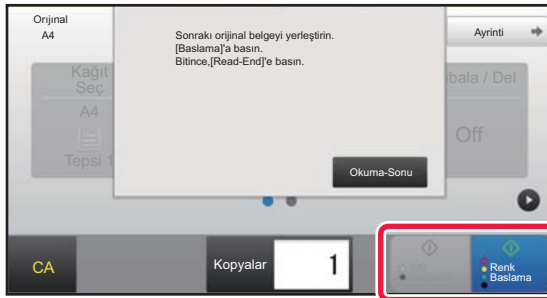 Orıjınal
A4
Sonrakı orijinal belgeyi yerleştirin.
[Baslama]'a basın.
Bitince,[Read-End]'e basın.
Ayrinti
Kağıt
Seç
A4
Tepsi 1
bala / Del
Off
Okuma-Sonu
CA
Kopyalar
1
Renk
Baslama